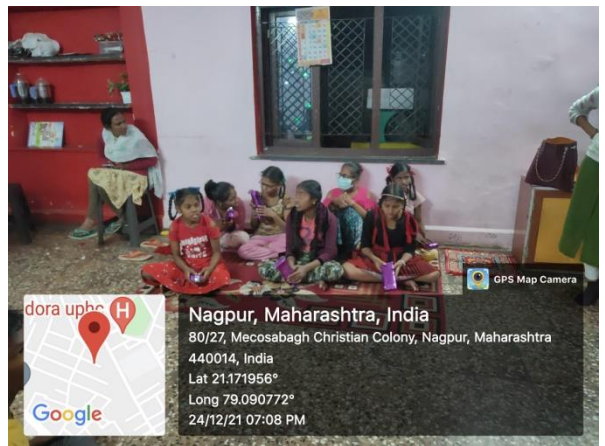 GPS Map Camera
dora uphc H
Google
Nagpur, Maharashtra, India
80/27, Mecosabagh Christian Colony, Nagpur, Maharashtra
440014, India
Lat 21.171956°
Long 79.090772°
24/12/21 07:08 PM